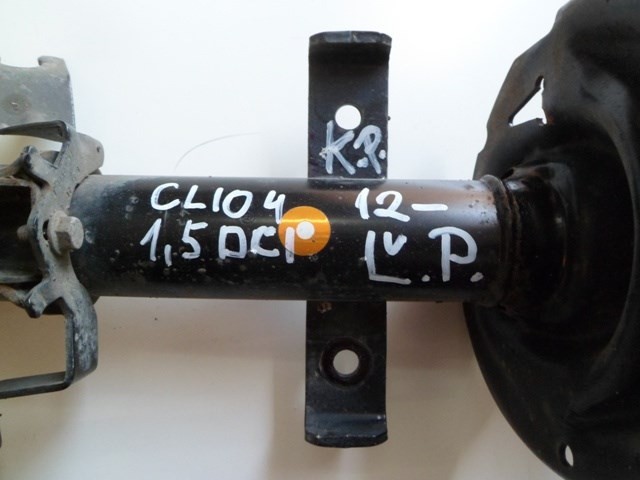 K.P.
CLIO 4 12-
1,5 DCI L.P.